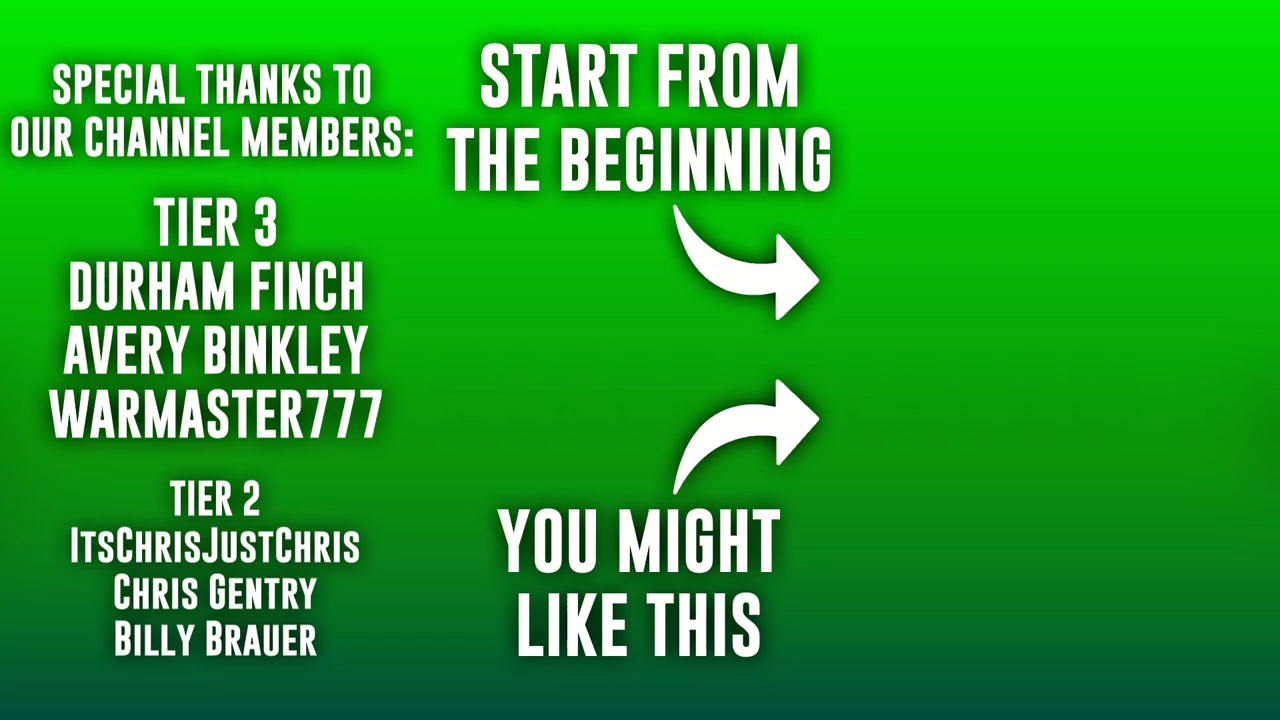 SPECIAL THANKS TO
OUR CHANNEL MEMBERS:
TIER 3
DURHAM FINCH
AVERY BINKLEY
WARMASTER777
TIER 2
ItsChrisJustChris
Chris Gentry
Billy Brauer
START FROM
THE BEGINNING
YOU MIGHT
LIKE THIS